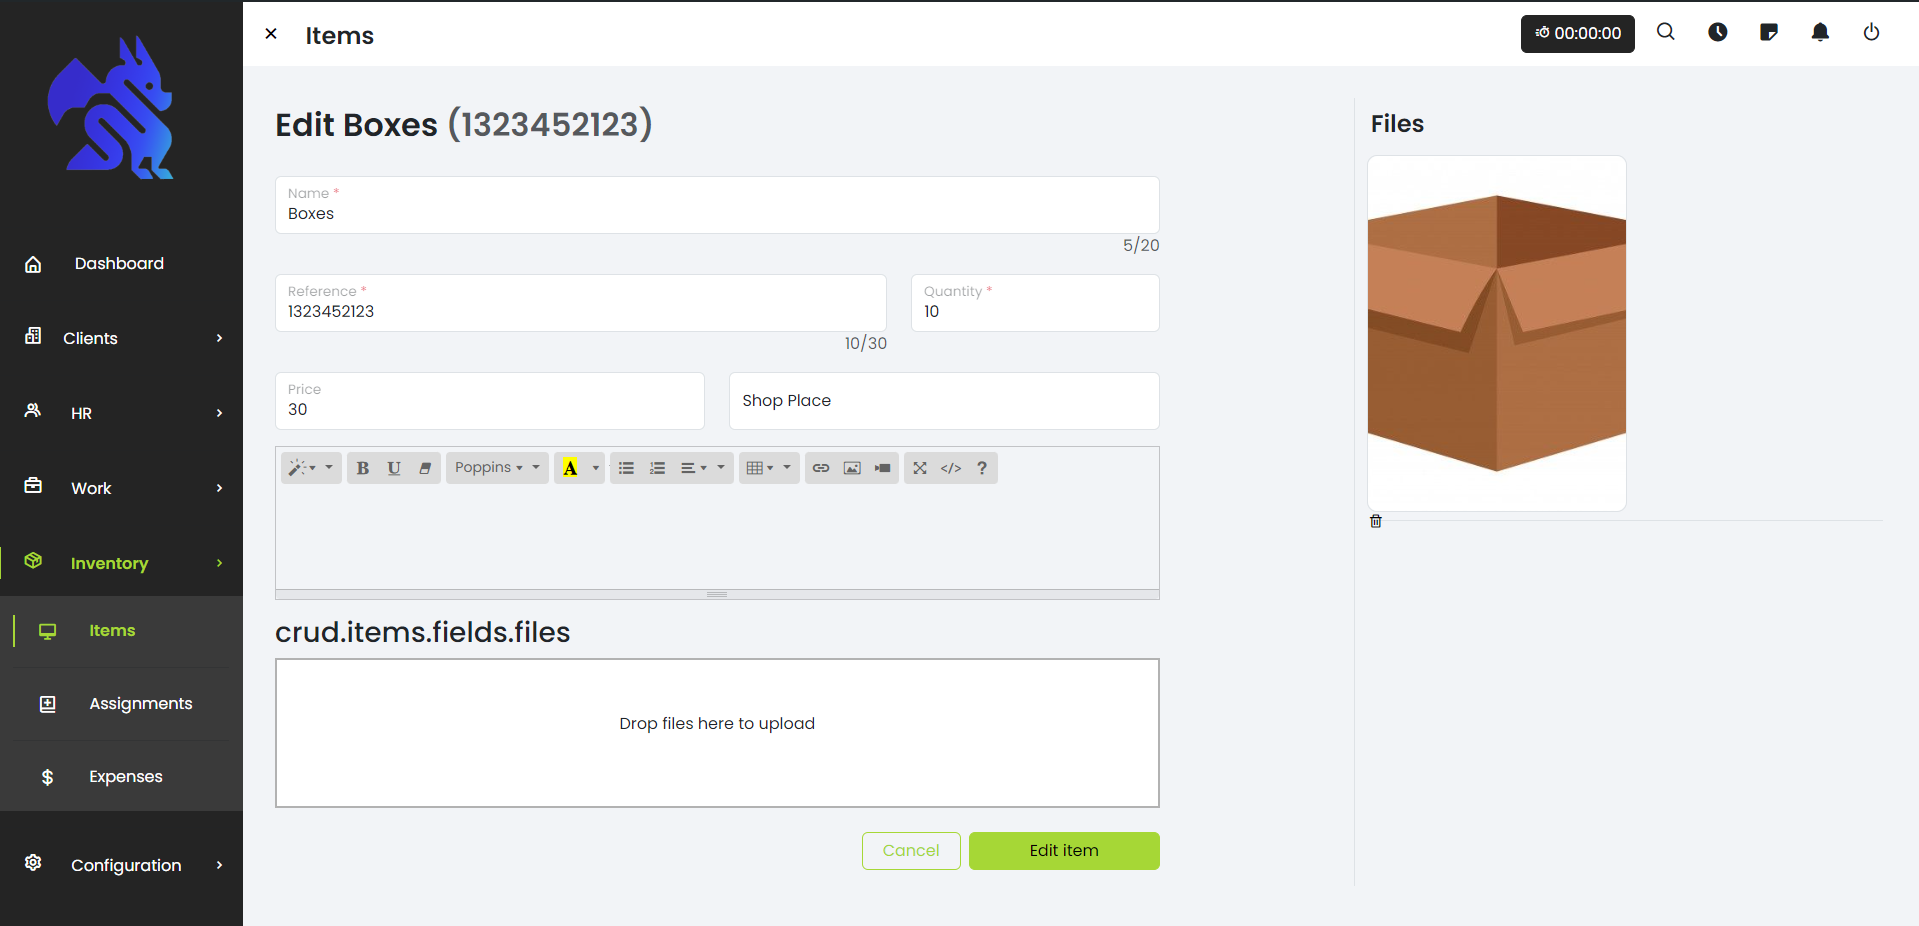 Items
00:00:00
Dashboard
Clients
HR
Work
Inventory
Items
Assignments
Expenses
Configuration
Edit Boxes (1323452123)
Name *
Boxes
5/20
Reference *
1323452123
10/30
Quantity *
10
Price
30
Shop Place
B U Poppins A </> ?
crud.items.fields.files
Drop files here to upload
Cancel
Edit item
Files